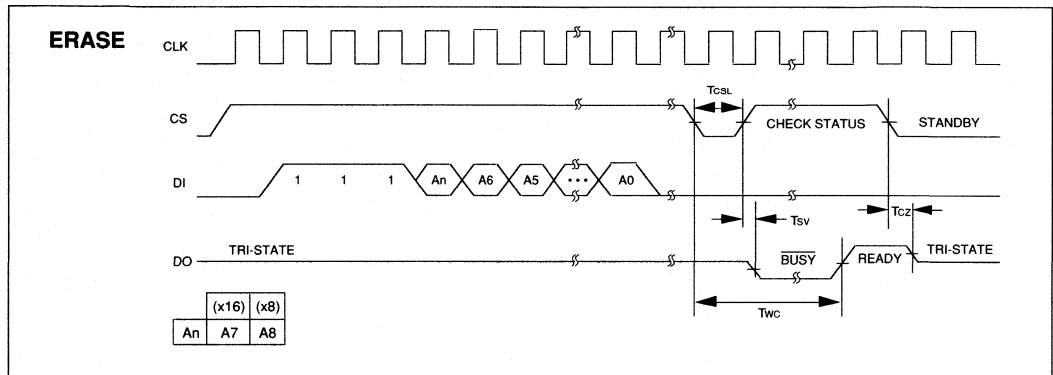 ERASE
CLK
TCSL
CS
CHECK STATUS
STANDBY
DI
1 1 1 An A6 A5 ••• A0
TSV
TCZ
TRI-STATE
DO
BUSY
READY
TRI-STATE
TWC
(x16) (x8)
An A7 A8